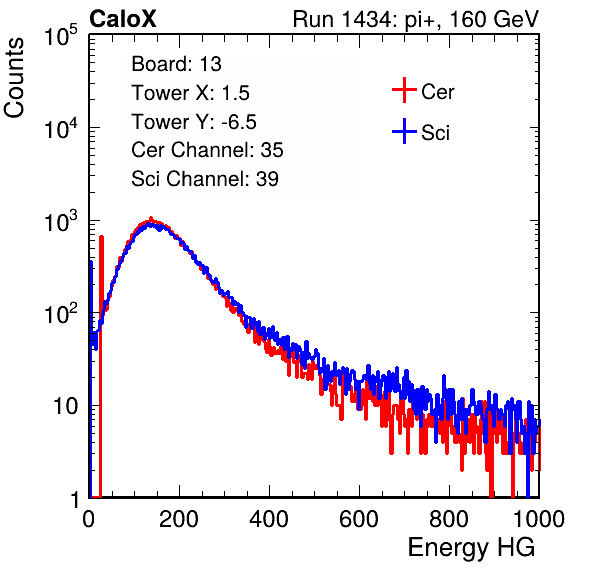 CaloX Run 1434: pi+, 160 GeV
Counts
Board: 13
Tower X: 1.5
Tower Y: -6.5
Cer Channel: 35
Sci Channel: 39
Cer
Sci
10^5
10^4
10^3
10^2
10
1
0 200 400 600 800 1000
Energy HG